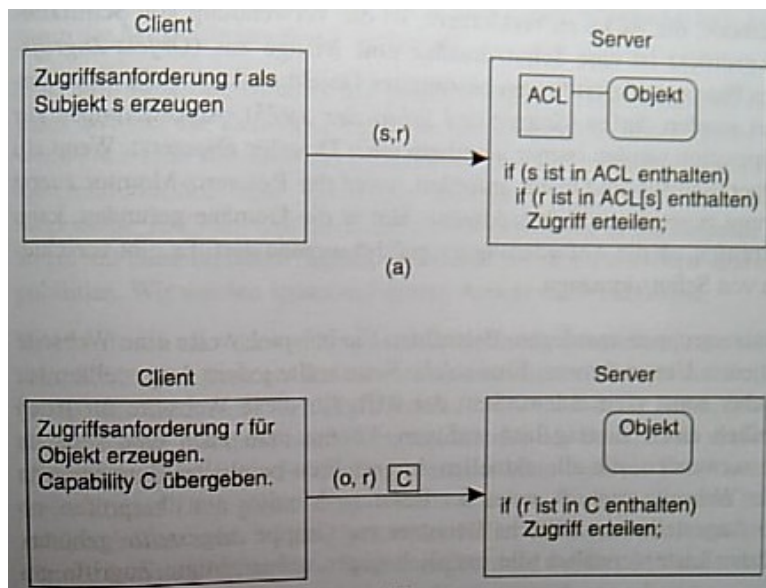 Client
Server
Zugriffsanforderung r als
Subjekt s erzeugen
ACL
Objekt
(s,r)
if (s ist in ACL enthalten)
if (r ist in ACL[s] enthalten)
Zugriff erteilen;
(a)
Client
Server
Zugriffsanforderung r für
Objekt erzeugen.
Capability C übergeben.
Objekt
(o, r) C
if (r ist in C enthalten)
Zugriff erteilen;